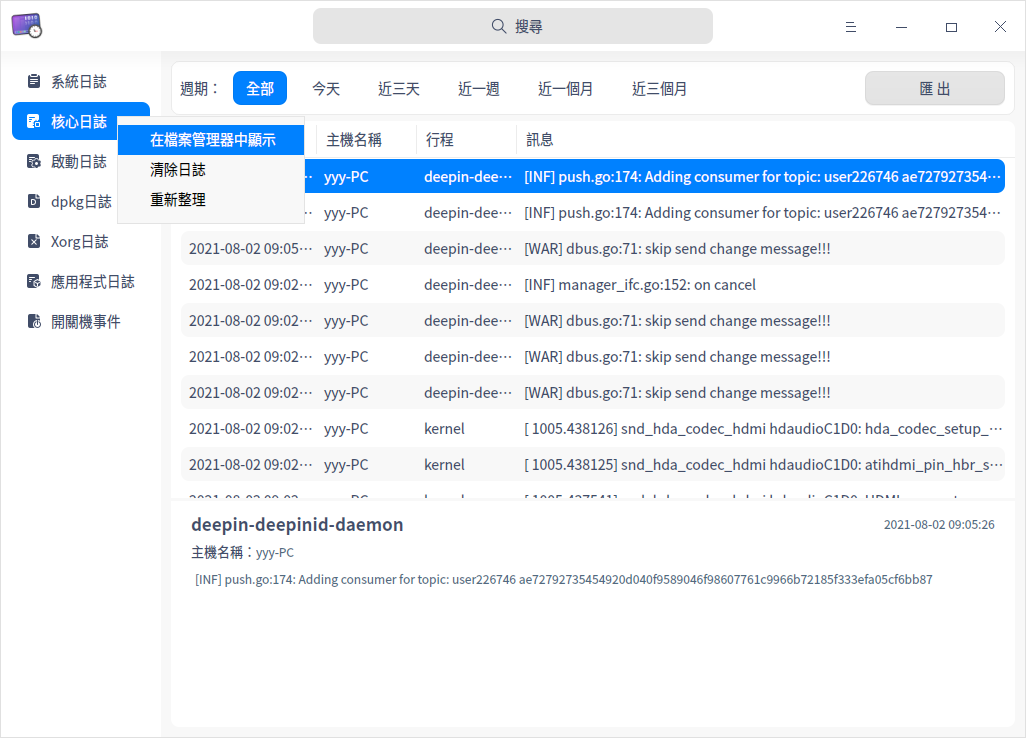 搜尋
系統日誌
核心日誌
啟動日誌
dpkg日誌
Xorg日誌
應用程式日誌
開關機事件
週期：
全部
今天
近三天
近一週
近一個月
近三個月
匯出
在檔案管理器中顯示
清除日誌
重新整理
主機名稱 行程 訊息
yyy-PC deepin-dee··· [INF] push.go:174: Adding consumer for topic: user226746 ae727927354···
yyy-PC deepin-dee··· [INF] push.go:174: Adding consumer for topic: user226746 ae727927354···
2021-08-02 09:05··· yyy-PC deepin-dee··· [WAR] dbus.go:71: skip send change message!!!
2021-08-02 09:02··· yyy-PC deepin-dee··· [INF] manager_ifc.go:152: on cancel
2021-08-02 09:02··· yyy-PC deepin-dee··· [WAR] dbus.go:71: skip send change message!!!
2021-08-02 09:02··· yyy-PC deepin-dee··· [WAR] dbus.go:71: skip send change message!!!
2021-08-02 09:02··· yyy-PC deepin-dee··· [WAR] dbus.go:71: skip send change message!!!
2021-08-02 09:02··· yyy-PC kernel [ 1005.438126] snd_hda_codec_hdmi hdaudioC1D0: hda_codec_setup_···
2021-08-02 09:02··· yyy-PC kernel [ 1005.438125] snd_hda_codec_hdmi hdaudioC1D0: atihdmi_pin_hbr_s···
deepin-deepinid-daemon 2021-08-02 09:05:26
主機名稱：yyy-PC
[INF] push.go:174: Adding consumer for topic: user226746 ae72792735454920d040f9589046f98607761c9966b72185f333efa05cf6bb87